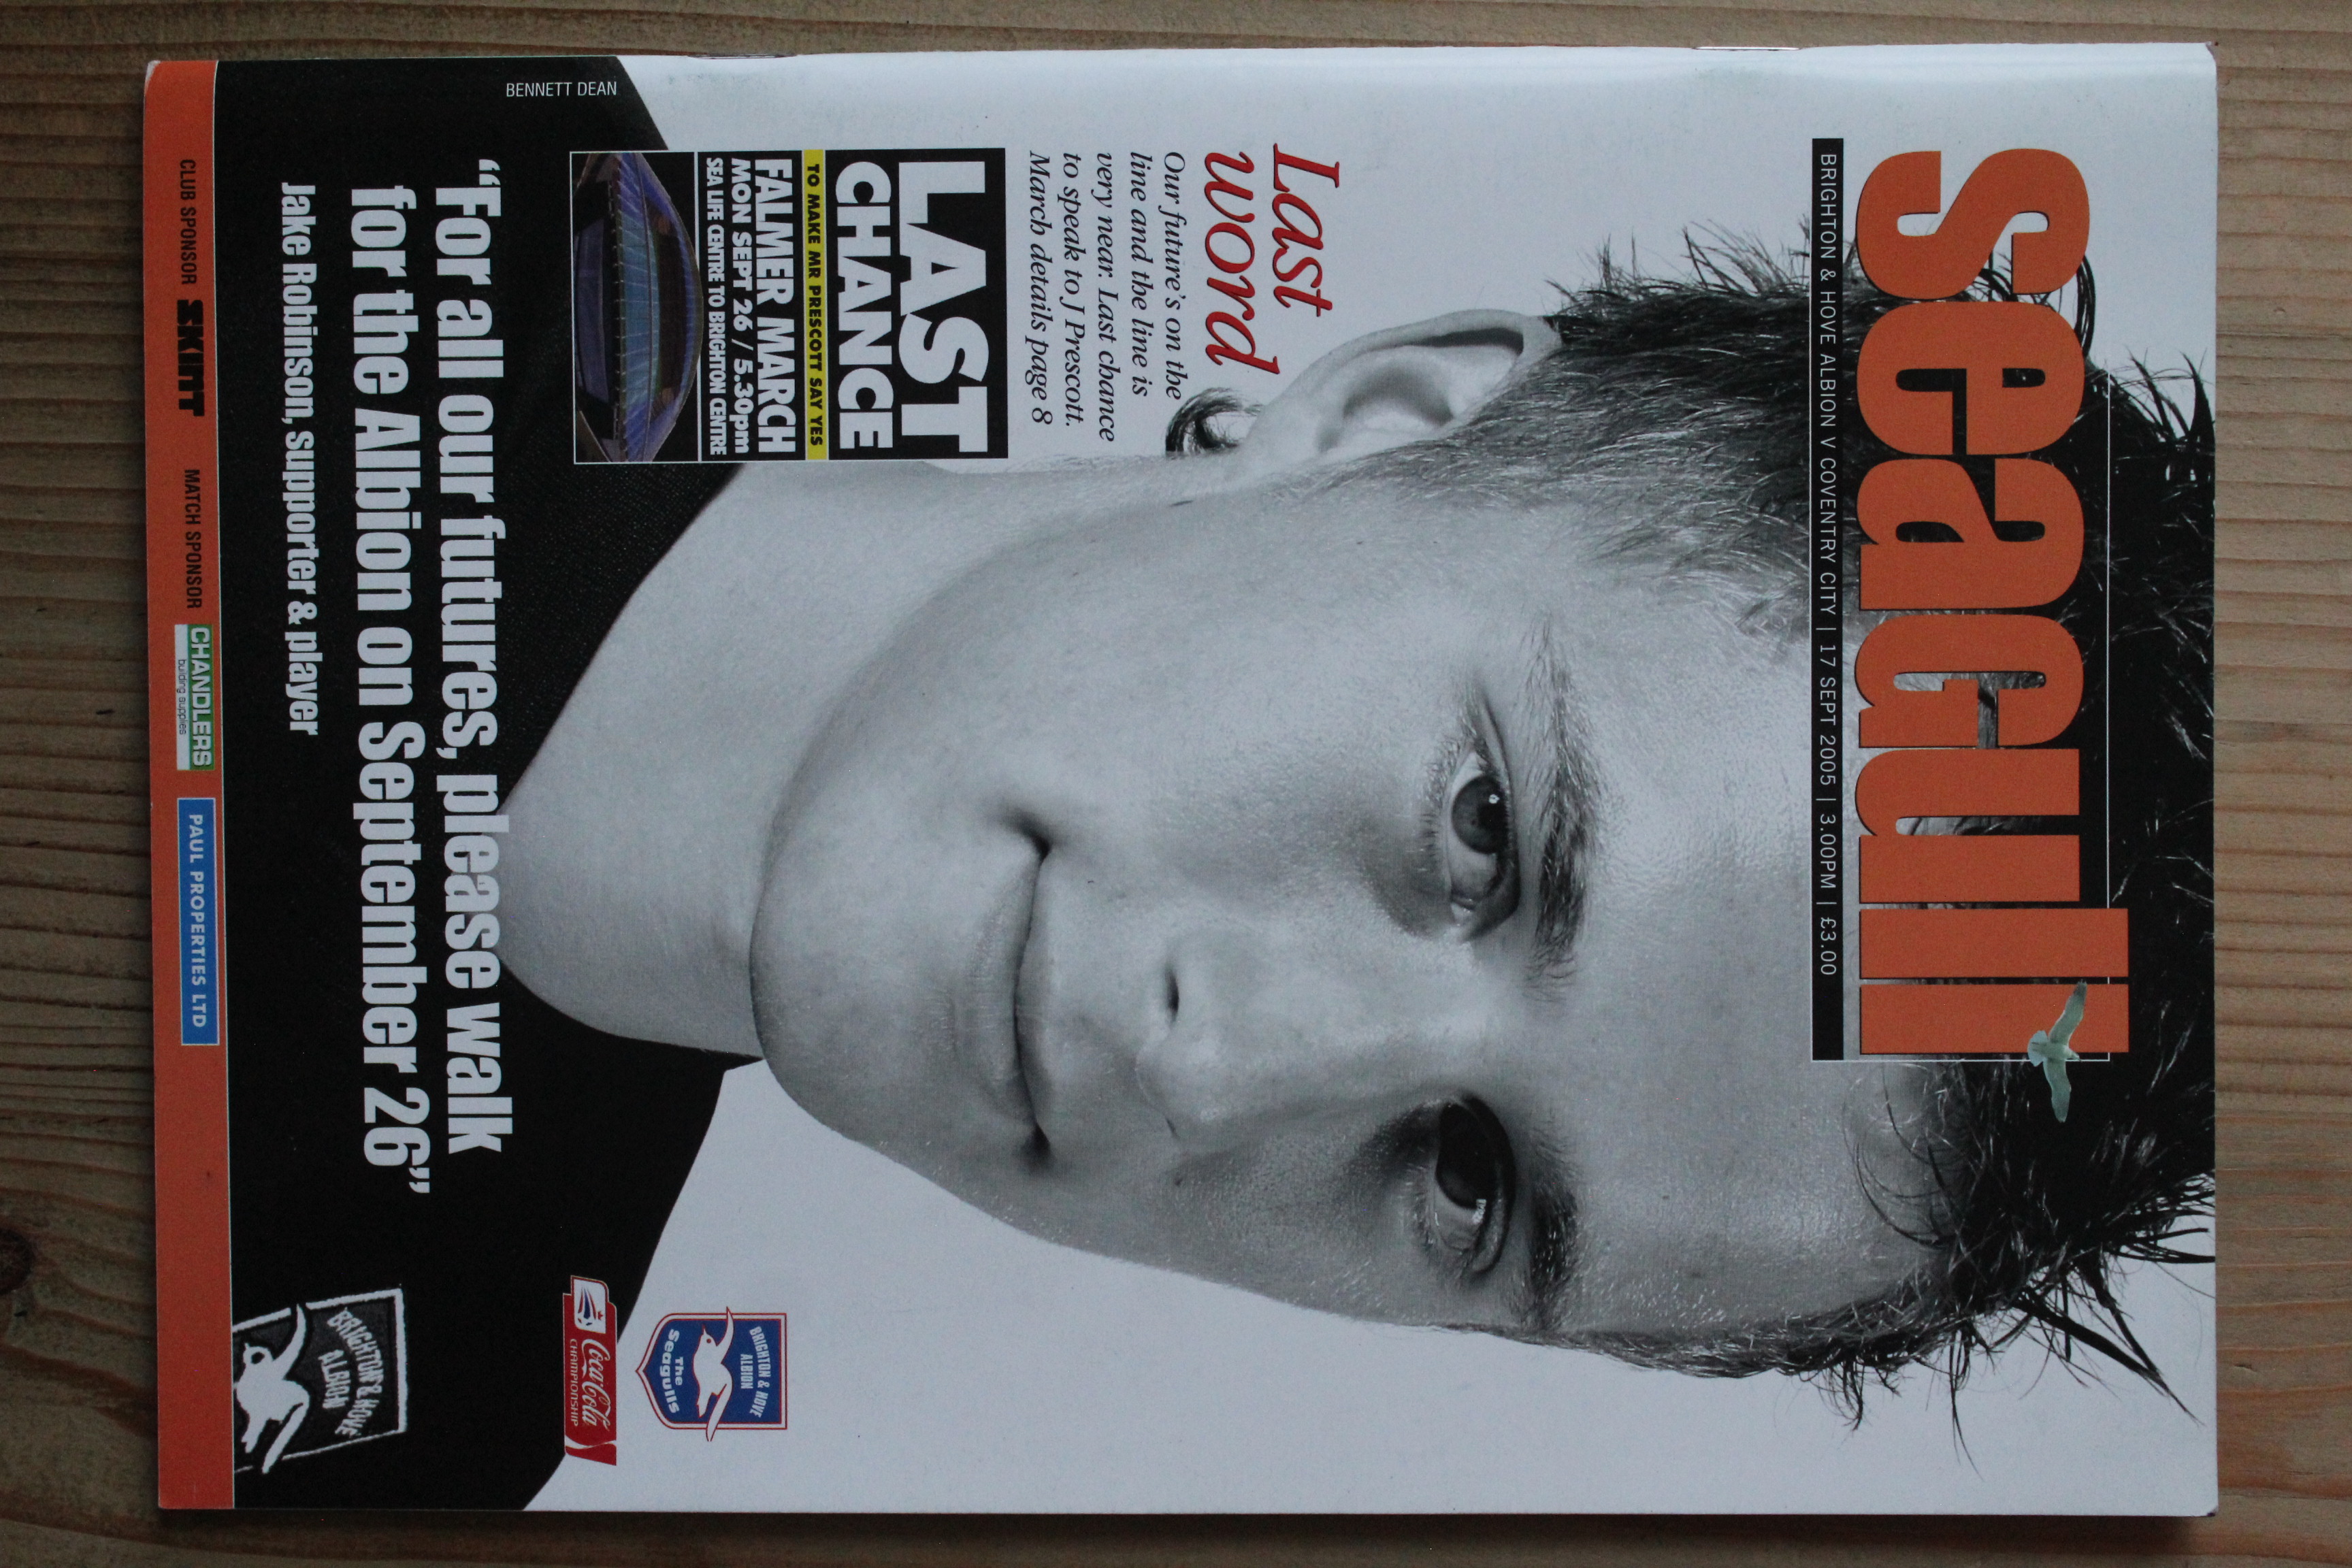 seagull
BRIGHTON & HOVE ALBION V COVENTRY CITY | 17 SEPT 2005 | 3.00PM | £3.00
Last
word
Our future's on the
line and the line is
very near. Last chance
to speak to J Prescott.
March details page 8
LAST
CHANCE
TO MAKE MR PRESCOTT SAY YES
FALMER MARCH
MON SEPT 26 / 5.30pm
SEA LIFE CENTRE TO BRIGHTON CENTRE
BRIGHTON & HOVE
ALBION
The
Seagulls
Coca-Cola
CHAMPIONSHIP
BENNETT DEAN
“For all our futures, please walk
for the Albion on September 26”
Jake Robinson, supporter & player
BRIGHTON & HOVE
ALBION
CLUB SPONSOR SKINT MATCH SPONSOR CHANDLERS building supplies PAUL PROPERTIES LTD